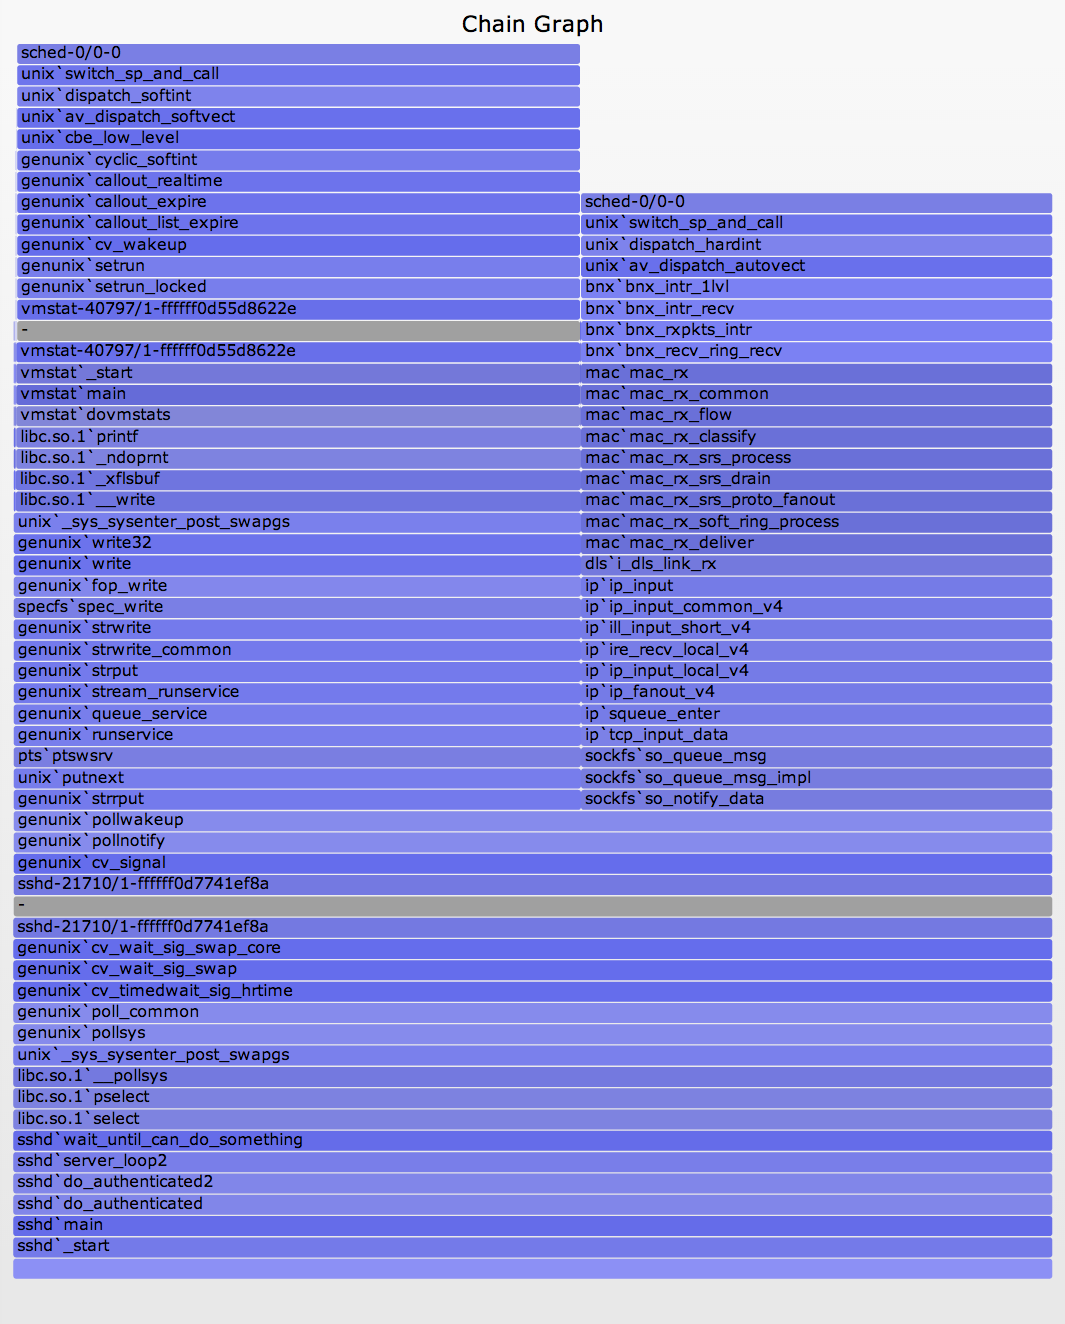 Chain Graph
sched-0/0-0
unix`switch_sp_and_call
unix`dispatch_softint
unix`av_dispatch_softvect
unix`cbe_low_level
genunix`cyclic_softint
genunix`callout_realtime
genunix`callout_expire
genunix`callout_list_expire
genunix`cv_wakeup
genunix`setrun
genunix`setrun_locked
vmstat-40797/1-ffffff0d55d8622e
-
vmstat-40797/1-ffffff0d55d8622e
vmstat`_start
vmstat`main
vmstat`dovmstats
libc.so.1`printf
libc.so.1`_ndoprnt
libc.so.1`_xflsbuf
libc.so.1`__write
unix`_sys_sysenter_post_swapgs
genunix`write32
genunix`write
genunix`fop_write
specfs`spec_write
genunix`strwrite
genunix`strwrite_common
genunix`strput
genunix`stream_runservice
genunix`queue_service
genunix`runservice
pts`ptswsrv
unix`putnext
genunix`strrput
sched-0/0-0
unix`switch_sp_and_call
unix`dispatch_hardint
unix`av_dispatch_autovect
bnx`bnx_intr_1lvl
bnx`bnx_intr_recv
bnx`bnx_rxpkts_intr
bnx`bnx_recv_ring_recv
mac`mac_rx
mac`mac_rx_common
mac`mac_rx_flow
mac`mac_rx_classify
mac`mac_rx_srs_process
mac`mac_rx_srs_drain
mac`mac_rx_srs_proto_fanout
mac`mac_rx_soft_ring_process
mac`mac_rx_deliver
dls`i_dls_link_rx
ip`ip_input
ip`ip_input_common_v4
ip`ill_input_short_v4
ip`ire_recv_local_v4
ip`ip_input_local_v4
ip`ip_fanout_v4
ip`squeue_enter
ip`tcp_input_data
sockfs`so_queue_msg
sockfs`so_queue_msg_impl
sockfs`so_notify_data
genunix`pollwakeup
genunix`pollnotify
genunix`cv_signal
sshd-21710/1-ffffff0d7741ef8a
-
sshd-21710/1-ffffff0d7741ef8a
genunix`cv_wait_sig_swap_core
genunix`cv_wait_sig_swap
genunix`cv_timedwait_sig_hrtime
genunix`poll_common
genunix`pollsys
unix`_sys_sysenter_post_swapgs
libc.so.1`__pollsys
libc.so.1`pselect
libc.so.1`select
sshd`wait_until_can_do_something
sshd`server_loop2
sshd`do_authenticated2
sshd`do_authenticated
sshd`main
sshd`_start